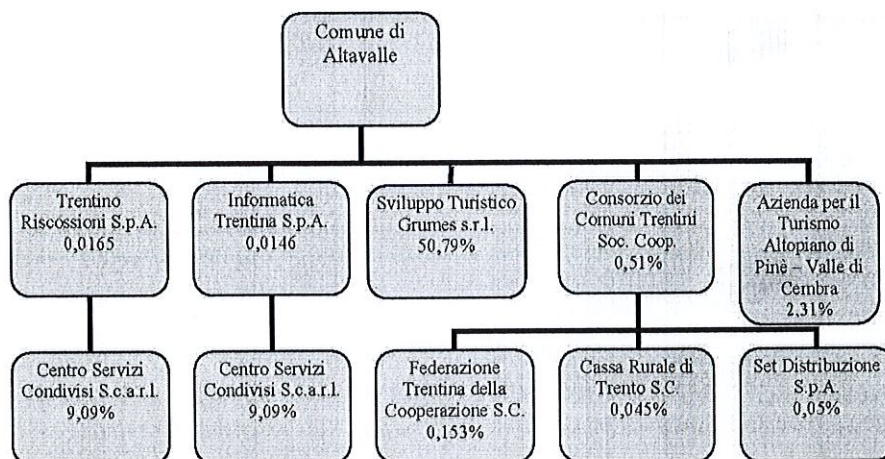 Comune di
Altavalle
Trentino
Riscossioni S.p.A.
0,0165
Informatica
Trentina S.p.A.
0,0146
Sviluppo Turistico
Grumes s.r.l.
50,79%
Consorzio dei
Comuni Trentini
Soc. Coop.
0,51%
Azienda per il
Turismo
Altopiano di
Pinè – Valle di
Cembra
2,31%
Centro Servizi
Condivisi S.c.a.r.l.
9,09%
Centro Servizi
Condivisi S.c.a.r.l.
9,09%
Federazione
Trentina della
Cooperazione S.C.
0,153%
Cassa Rurale di
Trento S.C.
0,045%
Set Distribuzione
S.p.A.
0,05%